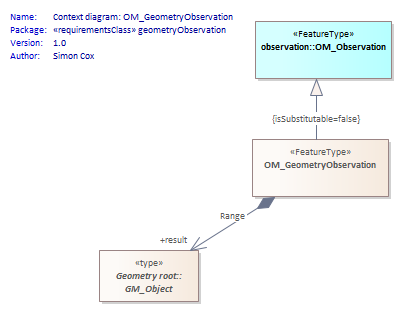 Name: Context diagram: OM_GeometryObservation
Package: «requirementsClass» geometryObservation
Version: 1.0
Author: Simon Cox
«FeatureType»
observation::OM_Observation
{isSubstitutable=false}
«FeatureType»
OM_GeometryObservation
Range
+result
«type»
Geometry root::
GM_Object